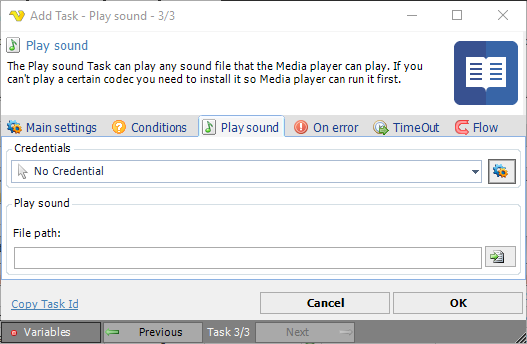 Add Task - Play sound - 3/3
Play sound
The Play sound Task can play any sound file that the Media player can play. If you
can't play a certain codec you need to install it so Media player can run it first.
Main settings Conditions Play sound On error TimeOut Flow
Credentials
No Credential
Play sound
File path:
Copy Task Id Cancel OK
Variables Previous Task 3/3 Next